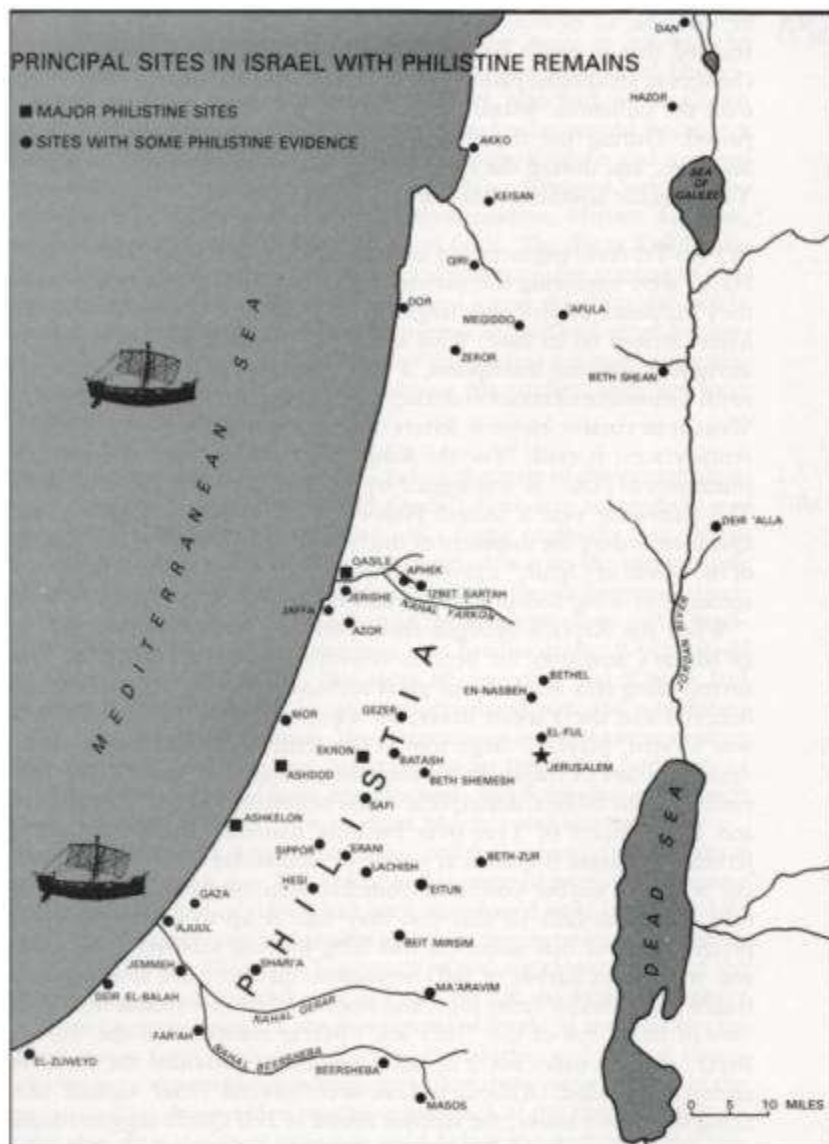 PRINCIPAL SITES IN ISRAEL WITH PHILISTINE REMAINS
MAJOR PHILISTINE SITES
SITES WITH SOME PHILISTINE EVIDENCE
DAN
HAZOR
AKKO
SEA
OF
GALILEE
KEISAN
QIRI
DOR
'AFULA
MEGIDDO
ZEROR
BETH SHEAN
MEDITERRANEAN SEA
DEIR 'ALLA
QASILE
APHEK
JERISHE
'IZBET SARTAH
NAHAL YARKON
JAFFA
AZOR
JORDAN RIVER
PHILISTIA
BETHEL
EN-NASBEH
MOR
GEZER
EL-FUL
EKRON
BATASH
JERUSALEM
ASHDOD
BETH SHEMESH
SAFI
ASHKELON
SIPPOR
ERANI
BETH-ZUR
LACHISH
HESI
'EITUN
GAZA
'AJJUL
BEIT MIRSIM
DEAD SEA
JEMMEH
SHARI'A
DEIR EL-BALAH
MA'ARAVIM
NAHAL GERAR
FAR'AH
NAHAL BEERSHEBA
EL-ZUWEYD
BEERSHEBA
MASOS
0 5 10 MILES